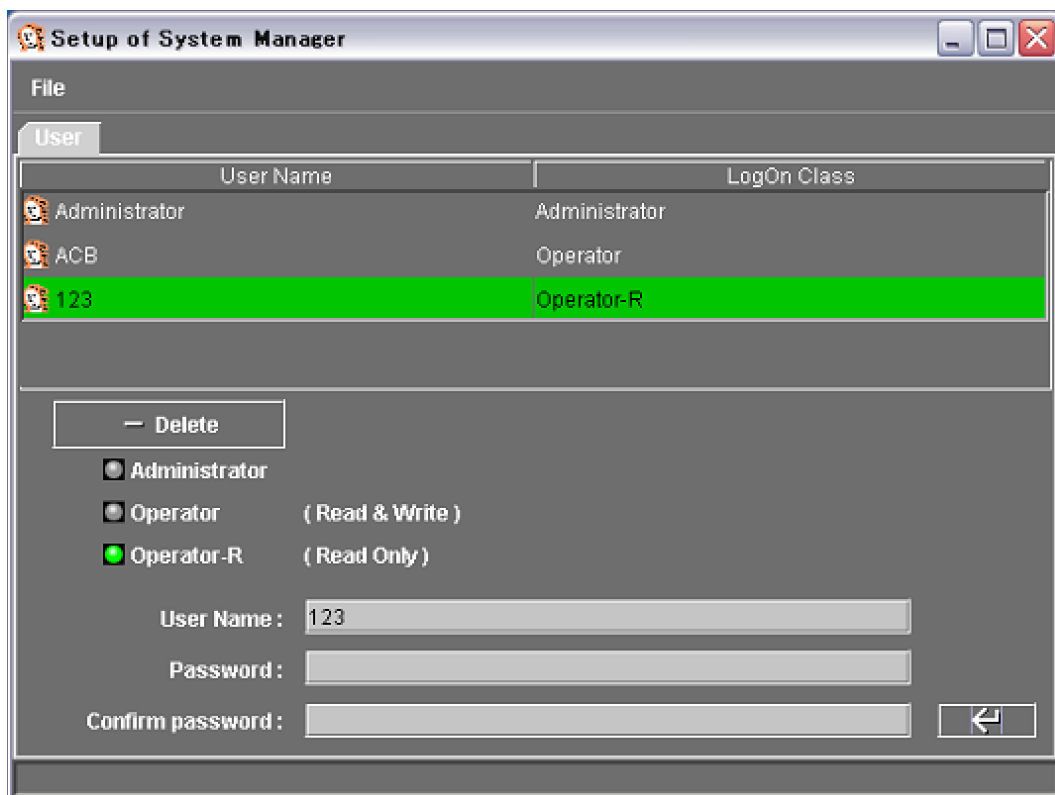 Setup of System Manager
File
User
User Name LogOn Class
Administrator Administrator
ACB Operator
123 Operator-R
— Delete
Administrator
Operator ( Read & Write )
Operator-R ( Read Only )
User Name : 123
Password :
Confirm password :